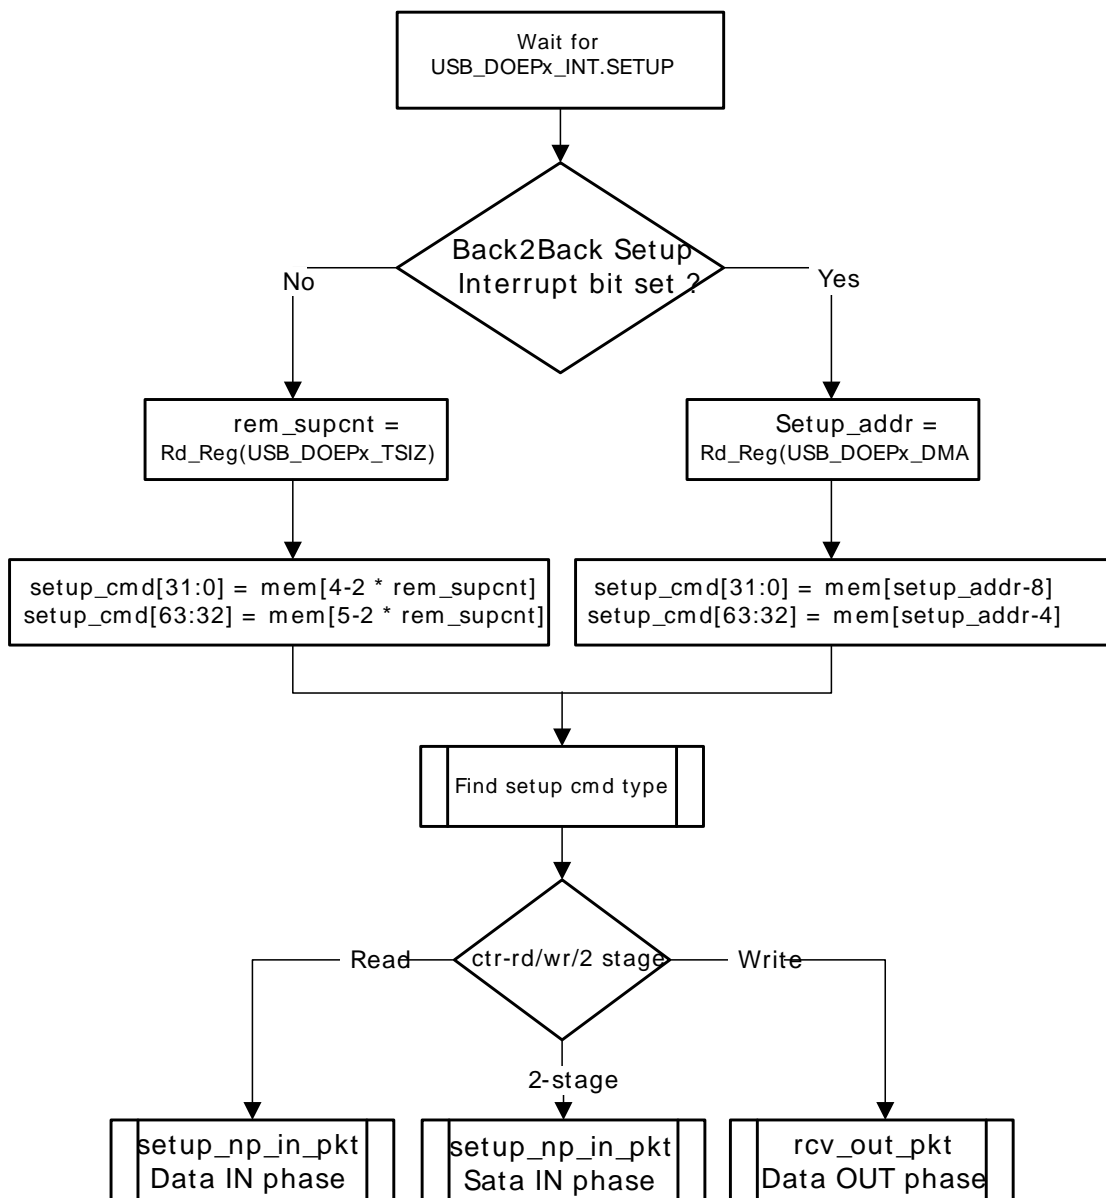 Wait for
USB_DOEPx_INT.SETUP
Back2Back Setup
Interrupt bit set ?
No
Yes
rem_supcnt =
Rd_Reg(USB_DOEPx_TSIZ)
Setup_addr =
Rd_Reg(USB_DOEPx_DMA
setup_cmd[31:0] = mem[4-2 * rem_supcnt]
setup_cmd[63:32] = mem[5-2 * rem_supcnt]
setup_cmd[31:0] = mem[setup_addr-8]
setup_cmd[63:32] = mem[setup_addr-4]
Find setup cmd type
Read
ctr-rd/wr/2 stage
Write
2-stage
setup_np_in_pkt
Data IN phase
setup_np_in_pkt
Sata IN phase
rcv_out_pkt
Data OUT phase